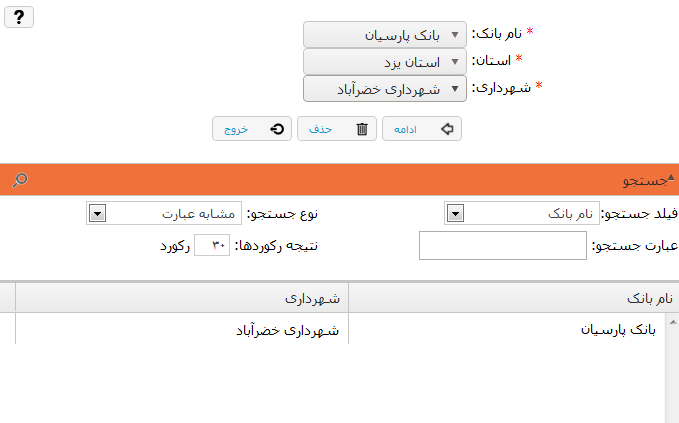 ?
* نام بانک: بانک پارسیان
* استان: استان یزد
* شهرداری: شهرداری خضرآباد
ادامه حذف خروج
جستجو
فیلد جستجو: نام بانک نوع جستجو: مشابه عبارت
عبارت جستجو: نتیجه رکوردها: ۳۰ رکورد
نام بانک شهرداری
بانک پارسیان شهرداری خضرآباد